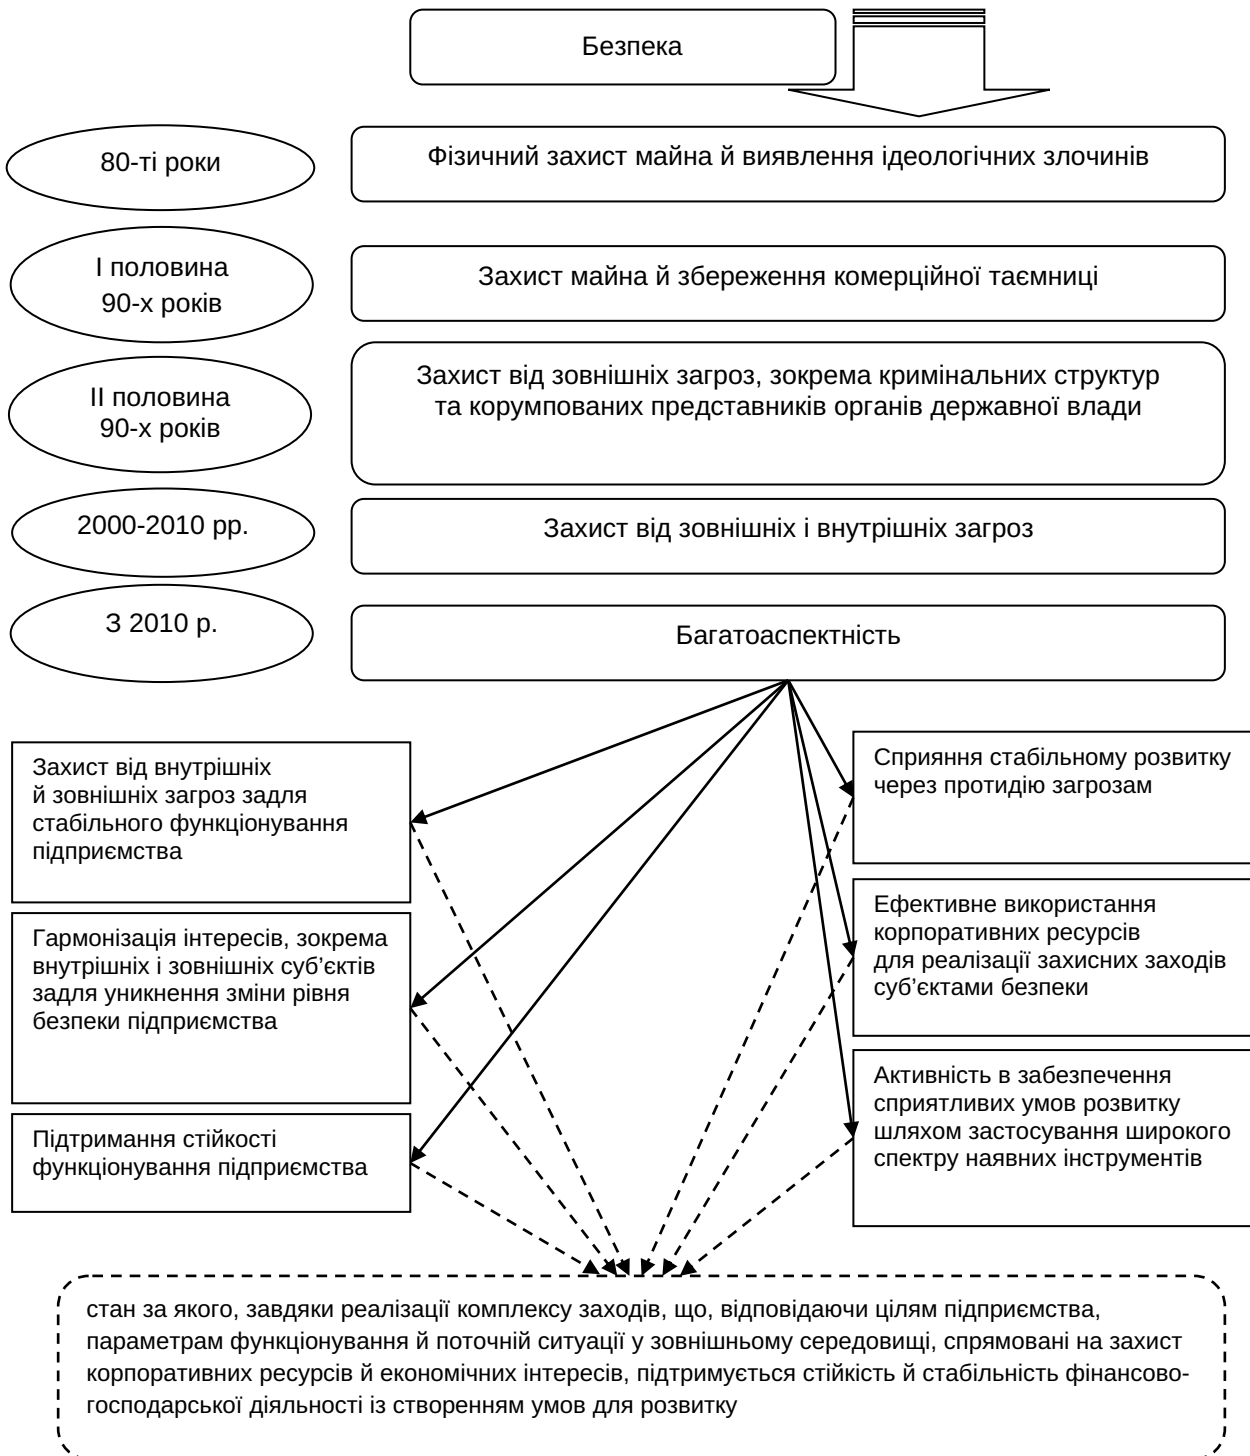 Безпека
80-ті роки
Фізичний захист майна й виявлення ідеологічних злочинів
І половина
90-х років
Захист майна й збереження комерційної таємниці
ІІ половина
90-х років
Захист від зовнішніх загроз, зокрема кримінальних структур
та корумпованих представників органів державної влади
2000-2010 рр.
Захист від зовнішніх і внутрішніх загроз
З 2010 р.
Багатоаспектність
Захист від внутрішніх
й зовнішніх загроз задля
стабільного функціонування
підприємства
Гармонізація інтересів, зокрема
внутрішніх і зовнішніх суб’єктів
задля уникнення зміни рівня
безпеки підприємства
Підтримання стійкості
функціонування підприємства
Сприяння стабільному розвитку
через протидію загрозам
Ефективне використання
корпоративних ресурсів
для реалізації захисних заходів
суб’єктами безпеки
Активність в забезпечення
сприятливих умов розвитку
шляхом застосування широкого
спектру наявних інструментів
стан за якого, завдяки реалізації комплексу заходів, що, відповідаючи цілям підприємства,
параметрам функціонування й поточній ситуації у зовнішньому середовищі, спрямовані на захист
корпоративних ресурсів й економічних інтересів, підтримується стійкість й стабільність фінансово-
господарської діяльності із створенням умов для розвитку